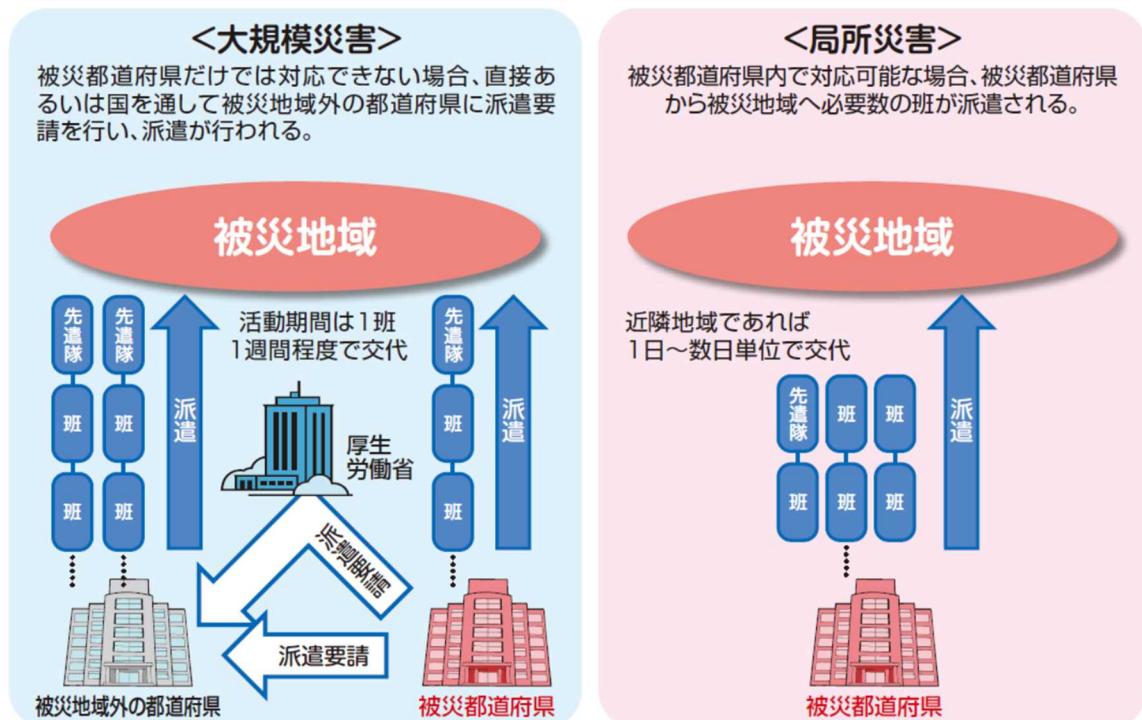 ＜大規模災害＞
被災都道府県だけでは対応できない場合、直接あ
るいは国を通して被災地域外の都道府県に派遣要
請を行い、派遣が行われる。
被災地域
先遣隊
先遣隊
派遣
活動期間は1班
1週間程度で交代
先遣隊
派遣
班
班
班
厚生
労働省
班
班
班
派遣要請
派遣要請
被災地域外の都道府県
被災都道府県
＜局所災害＞
被災都道府県内で対応可能な場合、被災都道府県
から被災地域へ必要数の班が派遣される。
被災地域
近隣地域であれば
1日～数日単位で交代
先遣隊
班
班
派遣
班
班
班
被災都道府県